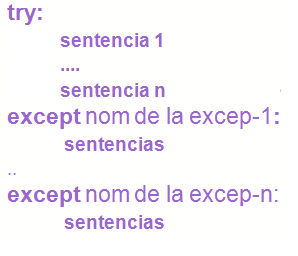 try:
sentencia 1
....
sentencia n
except nom de la excep-1:
sentencias
..
except nom de la excep-n:
sentencias